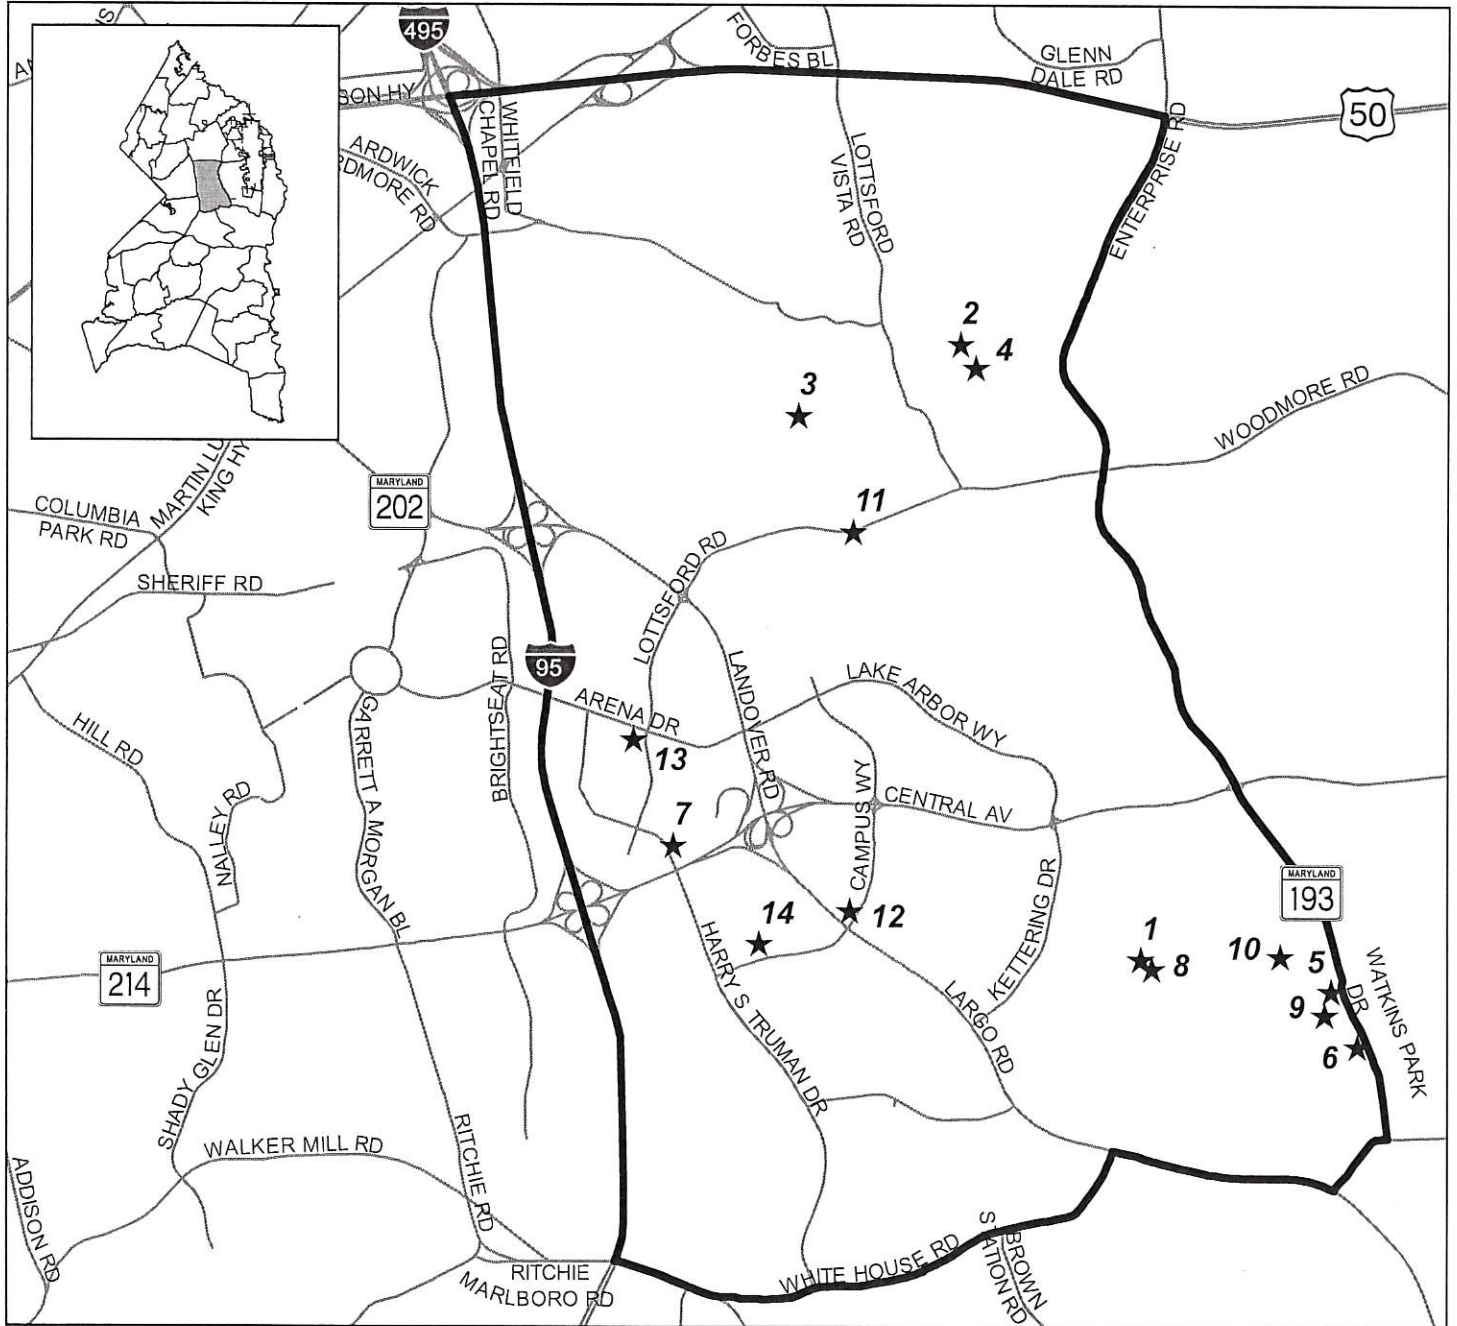 495
FORBES BL
GLENN
DALE RD
50
SON HY
WHITFIELD
CHAPEL RD
ARDWICK
RDMORE RD
LOTTSFORD
VISTA RD
ENTERPRISE RD
2
4
3
WOODMORE RD
MARTIN LU
KING HY
MARYLAND
202
COLUMBIA
PARK RD
11
SHERIFF RD
LOTTSFORD RD
95
BRIGHTSEAT RD
LANDOVER RD
LAKE ARBOR WY
ARENA DR
HILL RD
GARRETT A MORGAN BL
13
NALLEY RD
7
CAMPUS WY
CENTRAL AV
KETTERING DR
MARYLAND
193
14
12
HARRY S TRUMAN DR
1
8
10
5
9
6
WATKINS PARK
DR
MARYLAND
214
LARGO RD
SHADY GLEN DR
WALKER MILL RD
RITCHIE RD
ADDISON RD
RITCHIE
MARLBORO RD
WHITE HOUSE RD
BROWN
STATION RD